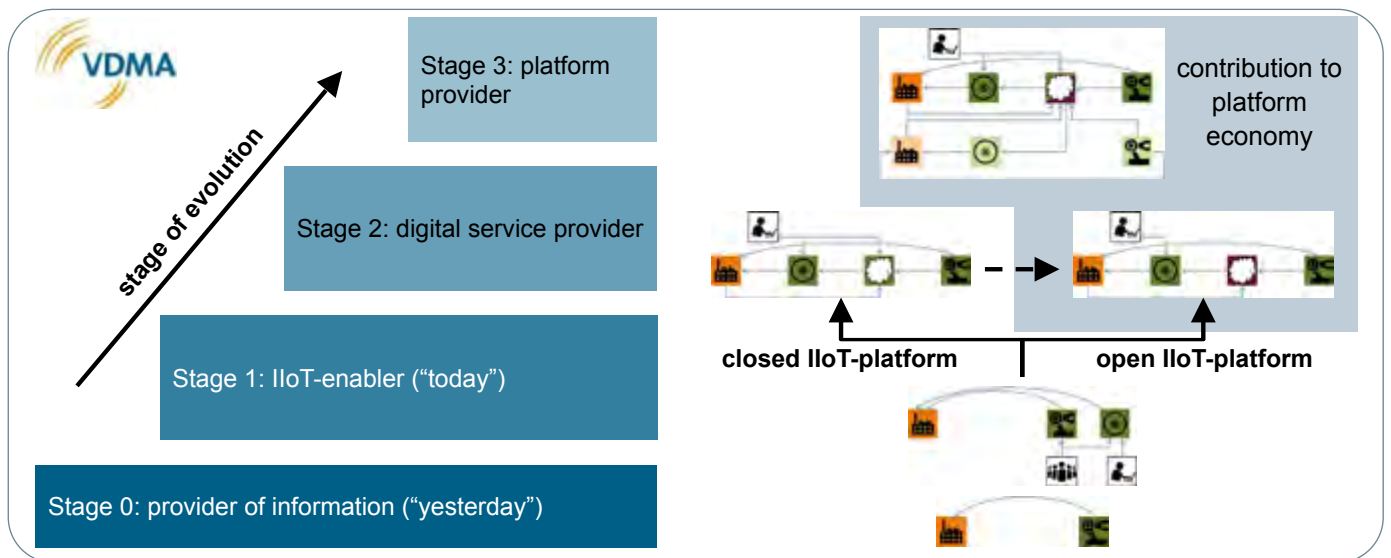 VDMA
Stage 3: platform
provider
stage of evolution
Stage 2: digital service provider
Stage 1: IIoT-enabler (“today”)
Stage 0: provider of information (“yesterday”)
contribution to
platform
economy
closed IIoT-platform
open IIoT-platform